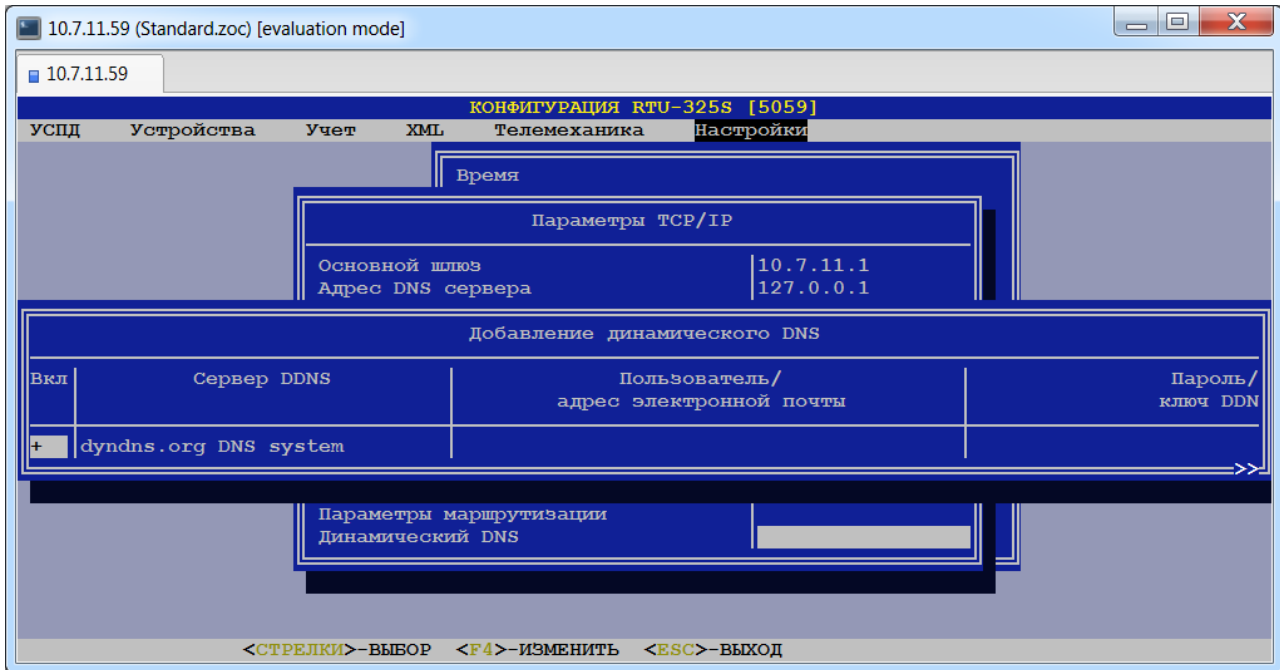 10.7.11.59 (Standard.zoc) [evaluation mode]
10.7.11.59
КОНФИГУРАЦИЯ RTU-325S [5059]
УСПД Устройства Учет XML Телемеханика Настройки
Время
Параметры TCP/IP
Основной шлюз 10.7.11.1
Адрес DNS сервера 127.0.0.1
Добавление динамического DNS
Вкл Сервер DDNS Пользователь/ Пароль/
адрес электронной почты ключ DDN
+ dyndns.org DNS system
>>
Параметры маршрутизации
Динамический DNS
<СТРЕЛКИ>-ВЫБОР <F4>-ИЗМЕНИТЬ <ESC>-ВЫХОД